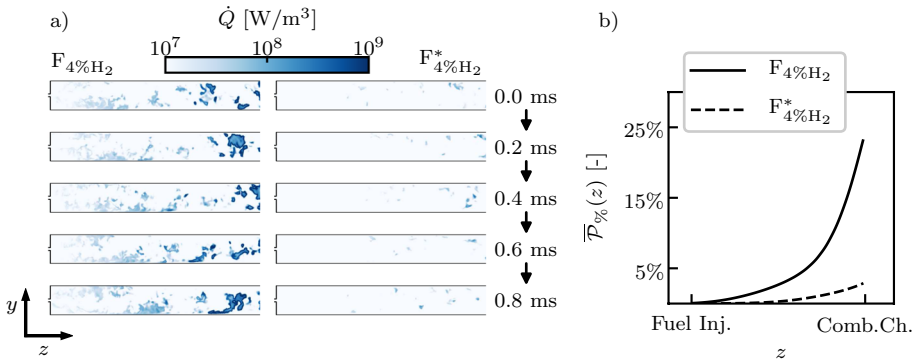 a)
Q̇ [W/m³]
10⁷ 10⁸ 10⁹
F₄%H₂ F*₄%H₂
0.0 ms
0.2 ms
0.4 ms
0.6 ms
0.8 ms
y
z
b)
F₄%H₂
F*₄%H₂
25%
15%
5%
𝒫̅%(z) [-]
Fuel Inj. Comb.Ch.
z